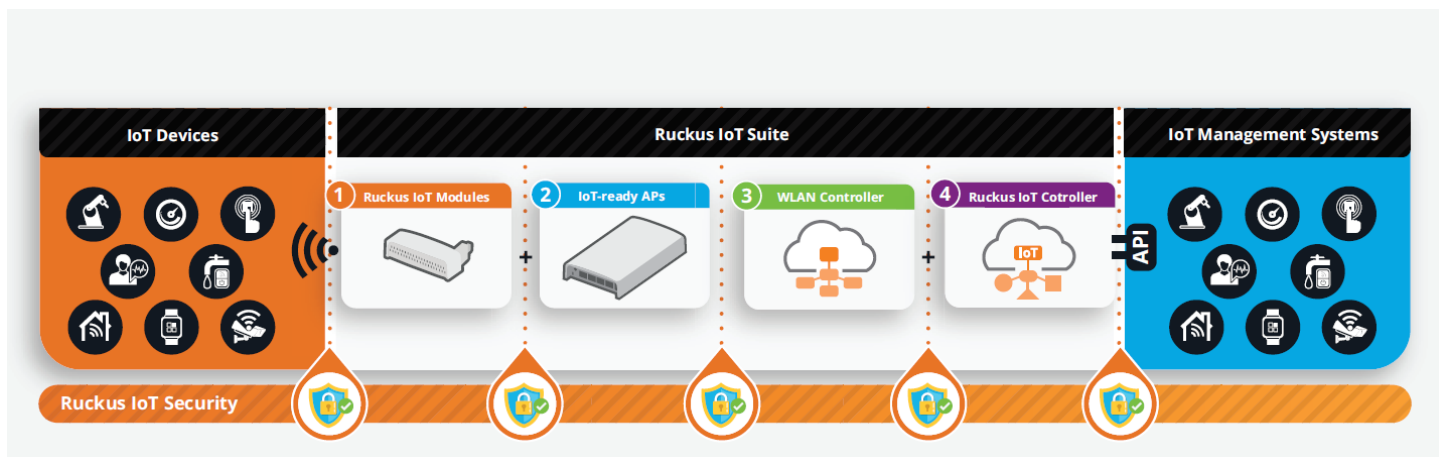 IoT Devices
Ruckus IoT Suite
IoT Management Systems
1 Ruckus IoT Modules
2 IoT-ready APs
3 WLAN Controller
4 Ruckus IoT Cotroller
+
+
IoT
API
Ruckus IoT Security